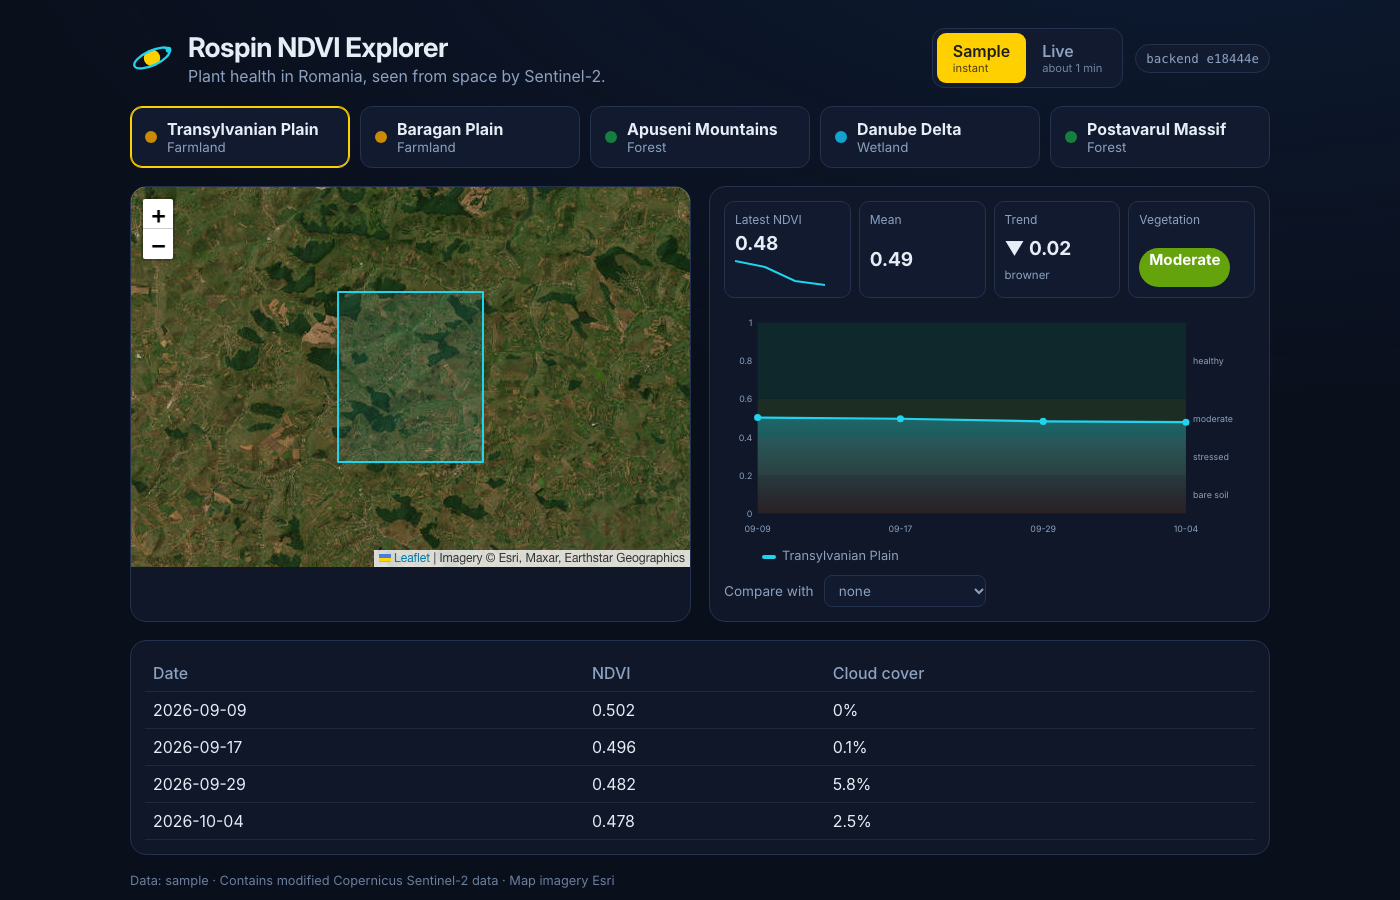 Rospin NDVI Explorer
Plant health in Romania, seen from space by Sentinel-2.
Sample
instant
Live
about 1 min
backend e18444e
Transylvanian Plain
Farmland
Baragan Plain
Farmland
Apuseni Mountains
Forest
Danube Delta
Wetland
Postavarul Massif
Forest
+
−
Leaflet | Imagery © Esri, Maxar, Earthstar Geographics
Latest NDVI
0.48
Mean
0.49
Trend
▼ 0.02
browner
Vegetation
Moderate
1
0.8
0.6
0.4
0.2
0
healthy
moderate
stressed
bare soil
09-09
09-17
09-29
10-04
Transylvanian Plain
Compare with
none
Date NDVI Cloud cover
2026-09-09 0.502 0%
2026-09-17 0.496 0.1%
2026-09-29 0.482 5.8%
2026-10-04 0.478 2.5%
Data: sample · Contains modified Copernicus Sentinel-2 data · Map imagery Esri